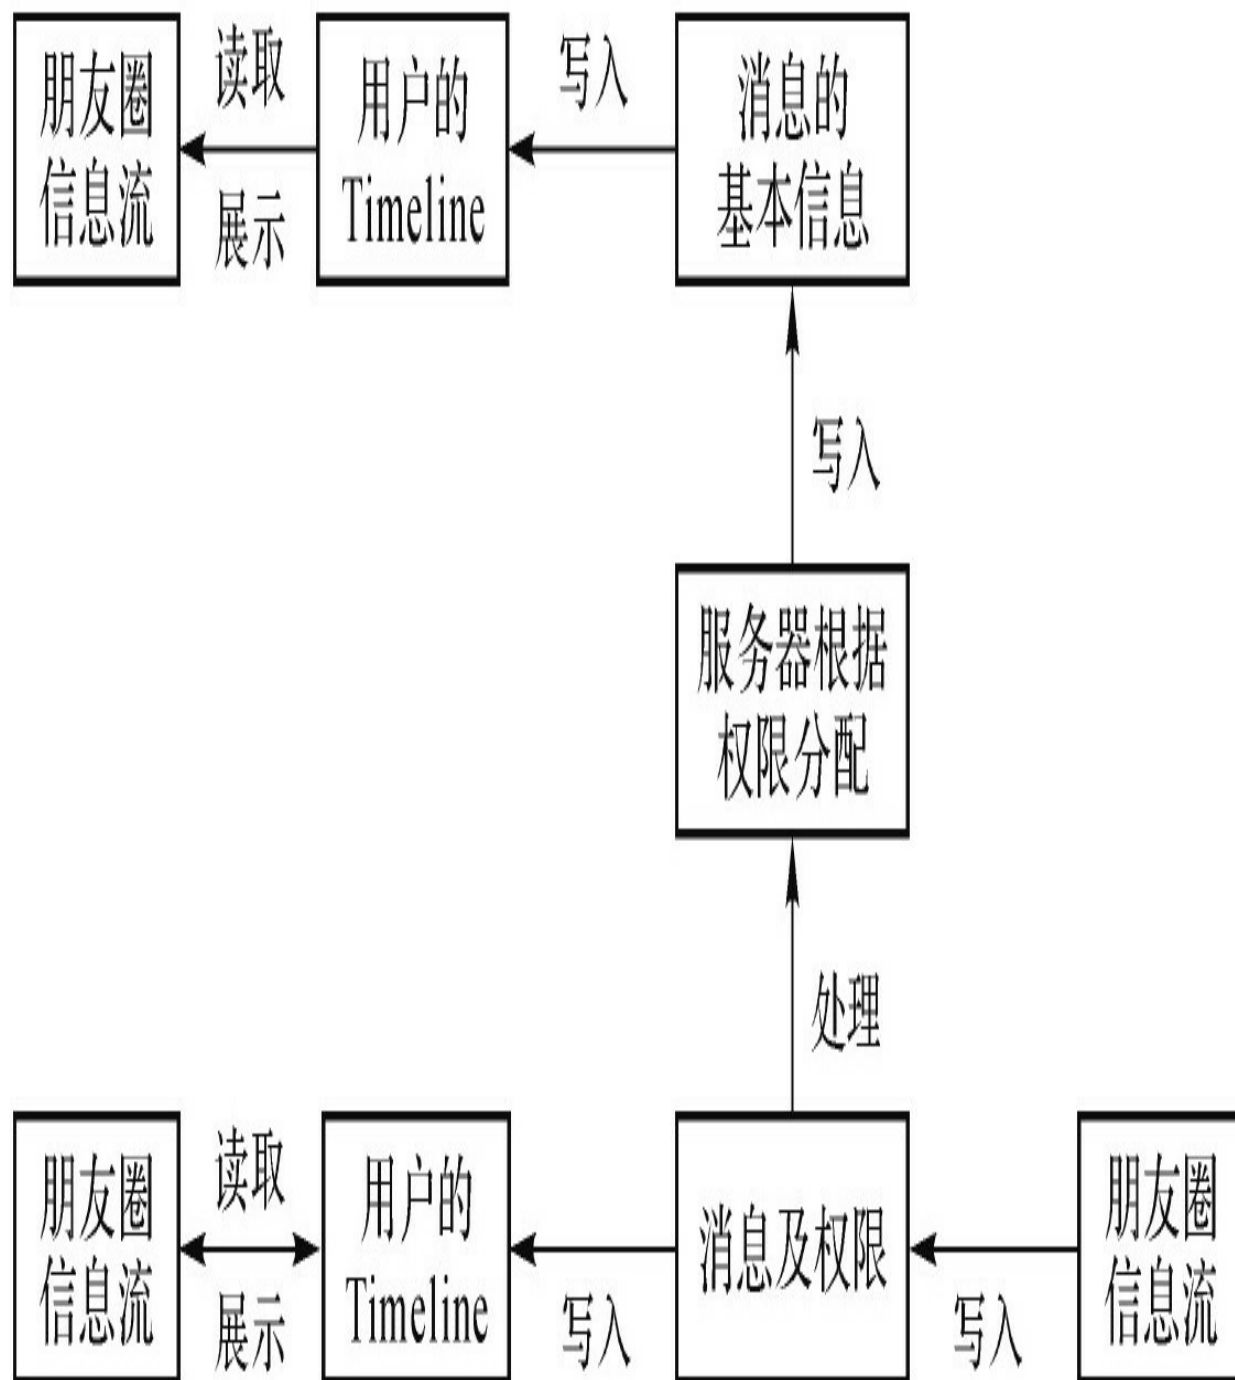 朋友圈
信息流
读取
展示
用户的
Timeline
写入
消息的
基本信息
写入
服务器根据
权限分配
处理
朋友圈
信息流
读取
展示
用户的
Timeline
写入
消息及权限
写入
朋友圈
信息流